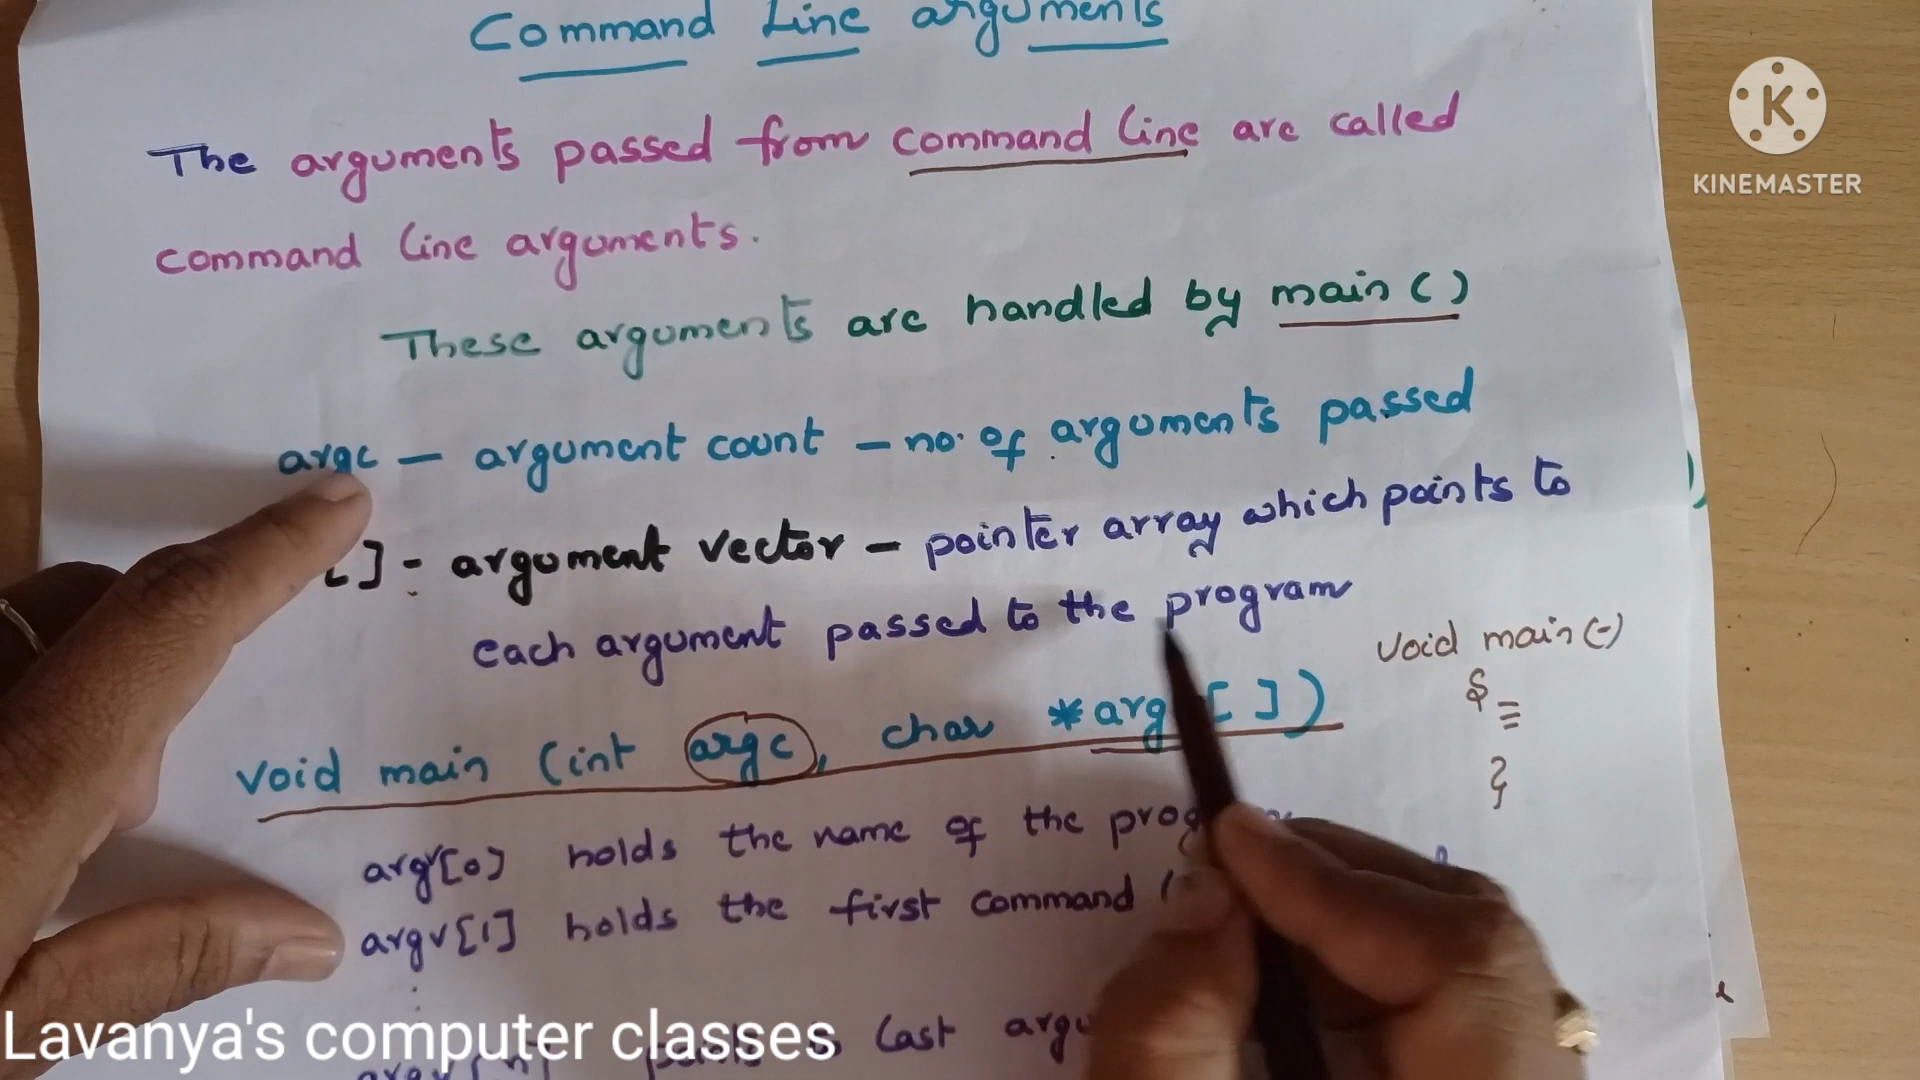 Command Line arguments
The arguments passed from command line are called
command line arguments.
These arguments are handled by main ()
argc — argument count — no. of arguments passed
[] - argument vector - pointer array which points to
each argument passed to the program
void main (int argc, char *arg [])
void main(-)
argv[0] holds the name of the prog
argv[1] holds the first command
last argu
Lavanya's computer classes
K
KINEMASTER